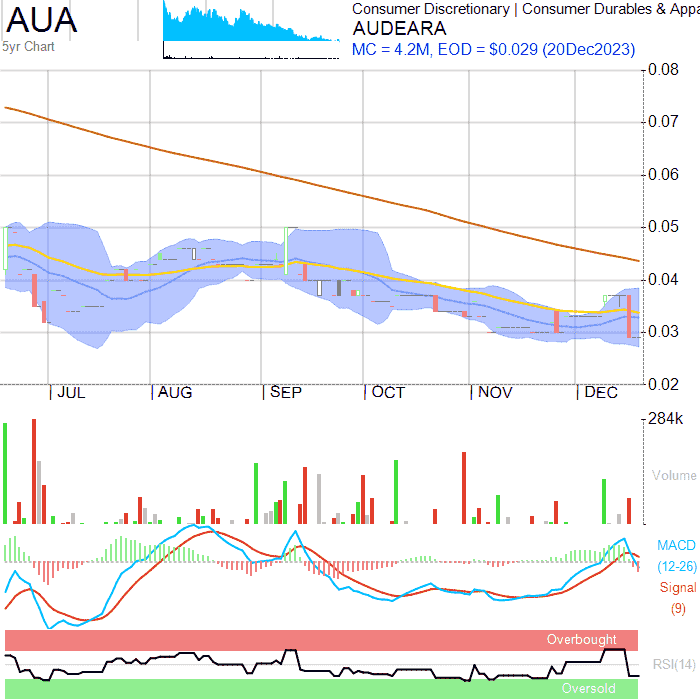 AUA
5yr Chart
Consumer Discretionary | Consumer Durables & Appa
AUDEARA
MC = 4.2M, EOD = $0.029 (20Dec2023)
0.08
0.07
0.06
0.05
0.04
0.03
0.02
JUL AUG SEP OCT NOV DEC
284k
Volume
MACD
(12-26)
Signal
(9)
Overbought
RSI(14)
Oversold